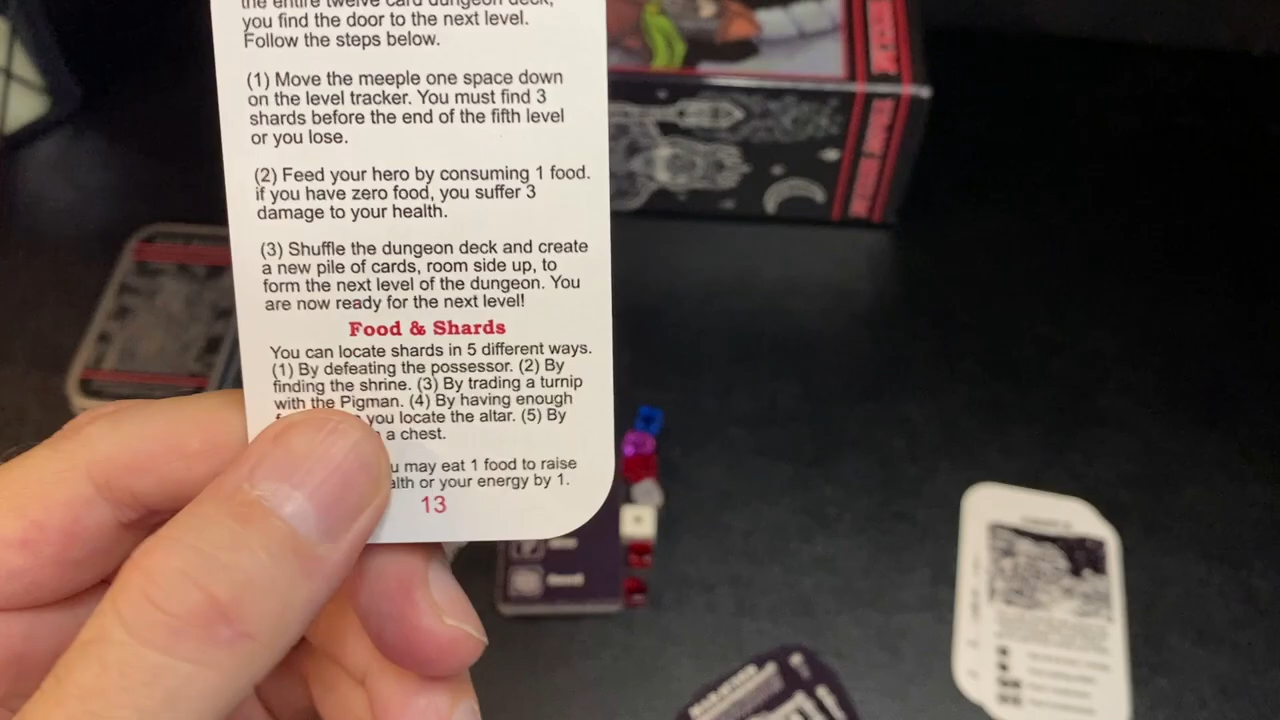 the entire twelve card dungeon deck,
you find the door to the next level.
Follow the steps below.
(1) Move the meeple one space down
on the level tracker. You must find 3
shards before the end of the fifth level
or you lose.
(2) Feed your hero by consuming 1 food.
if you have zero food, you suffer 3
damage to your health.
(3) Shuffle the dungeon deck and create
a new pile of cards, room side up, to
form the next level of the dungeon. You
are now ready for the next level!
Food & Shards
You can locate shards in 5 different ways.
(1) By defeating the possessor. (2) By
finding the shrine. (3) By trading a turnip
with the Pigman. (4) By having enough
you locate the altar. (5) By
a chest.
may eat 1 food to raise
or your energy by 1.
13